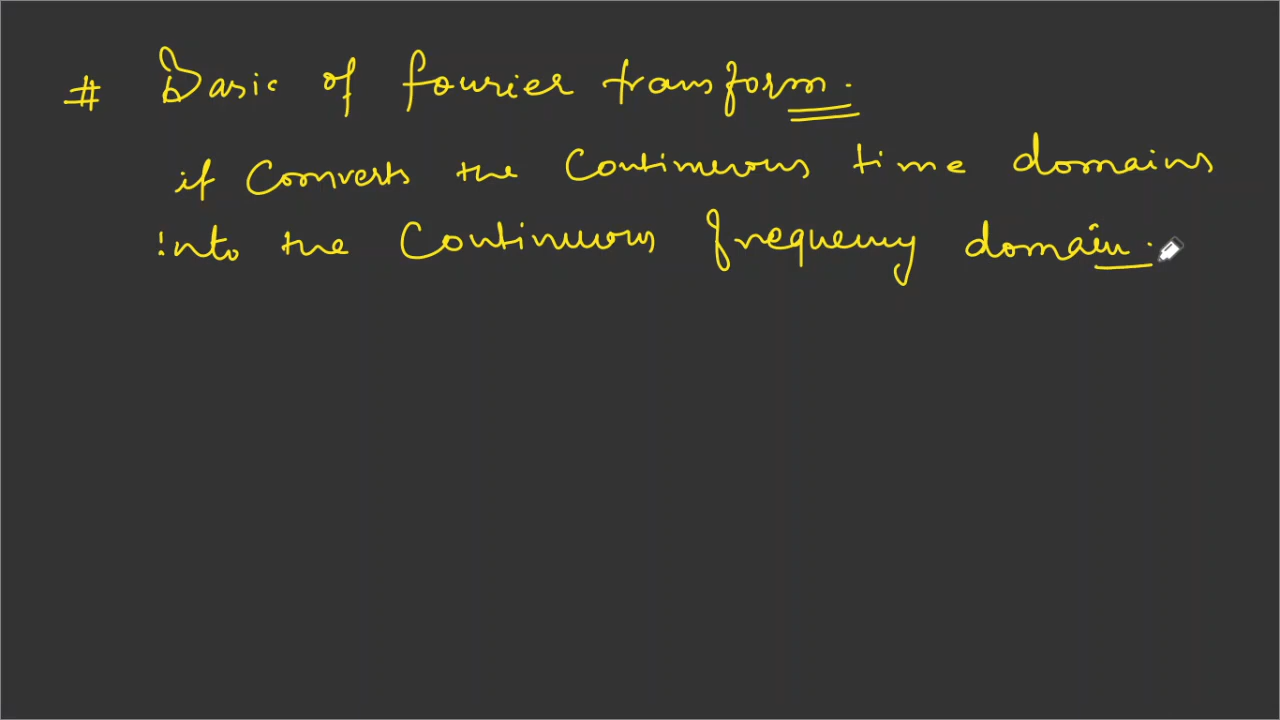 # Basic of fourier transform.
it converts the Continuous time domains
into the Continuous frequency domain.